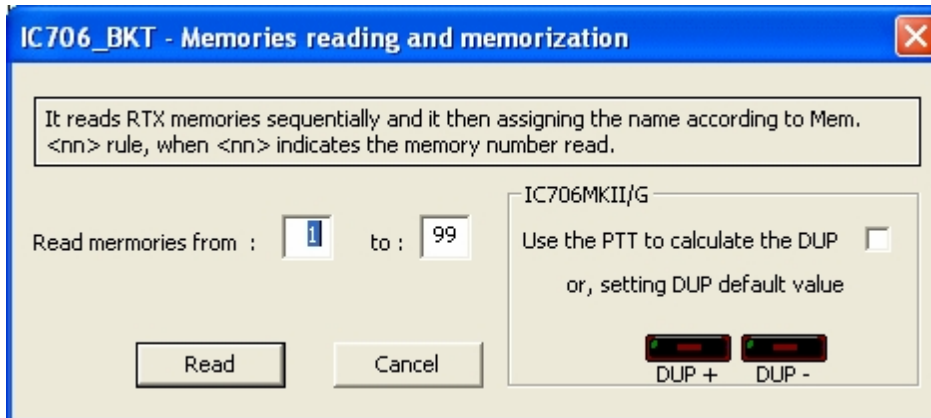 IC706_BKT - Memories reading and memorization
It reads RTX memories sequentially and it then assigning the name according to Mem.
<nn> rule, when <nn> indicates the memory number read.
IC706MKII/G
Read mermories from : 1 to : 99
Use the PTT to calculate the DUP
or, setting DUP default value
Read Cancel
DUP + DUP -